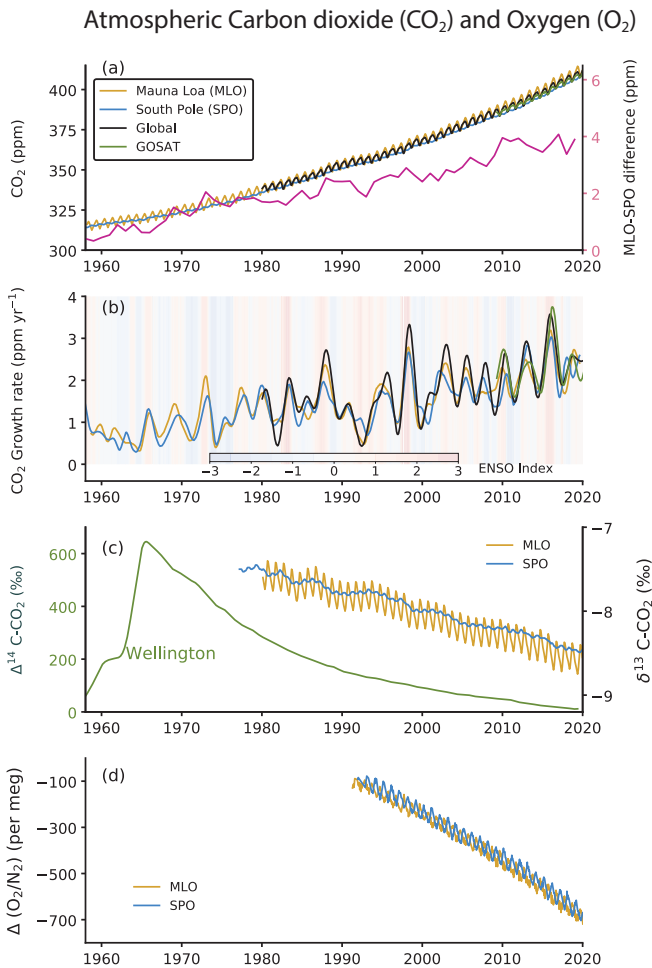 Atmospheric Carbon dioxide (CO₂) and Oxygen (O₂)
(a)
Mauna Loa (MLO)
South Pole (SPO)
Global
GOSAT
CO₂ (ppm)
400
375
350
325
300
MLO-SPO difference (ppm)
6
4
2
0
1960 1970 1980 1990 2000 2010 2020
(b)
CO₂ Growth rate (ppm yr⁻¹)
4
3
2
1
0
−3 −2 −1 0 1 2 3 ENSO Index
1960 1970 1980 1990 2000 2010 2020
(c)
MLO
SPO
Δ¹⁴ C-CO₂ (‰)
600
400
200
0
Wellington
δ¹³ C-CO₂ (‰)
−7
−8
−9
1960 1970 1980 1990 2000 2010 2020
(d)
Δ (O₂/N₂) (per meg)
−100
−300
−500
−700
MLO
SPO
1960 1970 1980 1990 2000 2010 2020